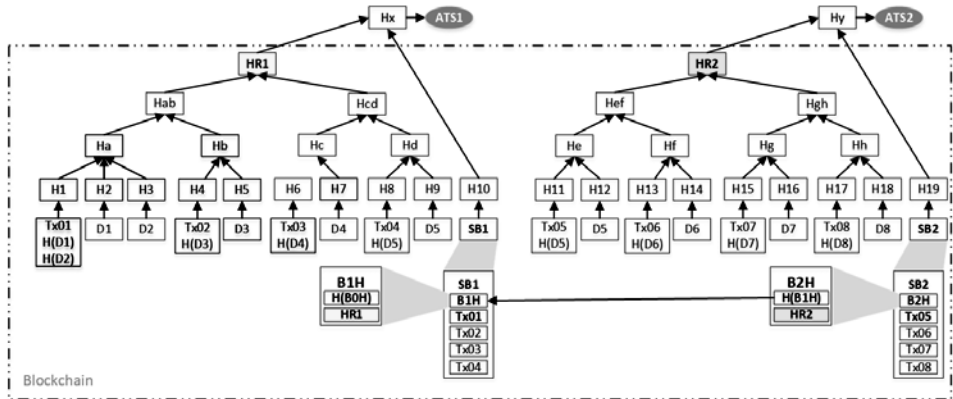 Hx
ATS1
Hy
ATS2
HR1
HR2
Hab
Hcd
Hef
Hgh
Ha
Hb
Hc
Hd
He
Hf
Hg
Hh
H1
H2
H3
H4
H5
H6
H7
H8
H9
H10
H11
H12
H13
H14
H15
H16
H17
H18
H19
Tx01
H(D1)
H(D2)
D1
D2
Tx02
H(D3)
D3
Tx03
H(D4)
D4
Tx04
H(D5)
D5
SB1
Tx05
H(D5)
D5
Tx06
H(D6)
D6
Tx07
H(D7)
D7
Tx08
H(D8)
D8
SB2
B1H
H(B0H)
HR1
SB1
B1H
Tx01
Tx02
Tx03
Tx04
B2H
H(B1H)
HR2
SB2
B2H
Tx05
Tx06
Tx07
Tx08
Blockchain